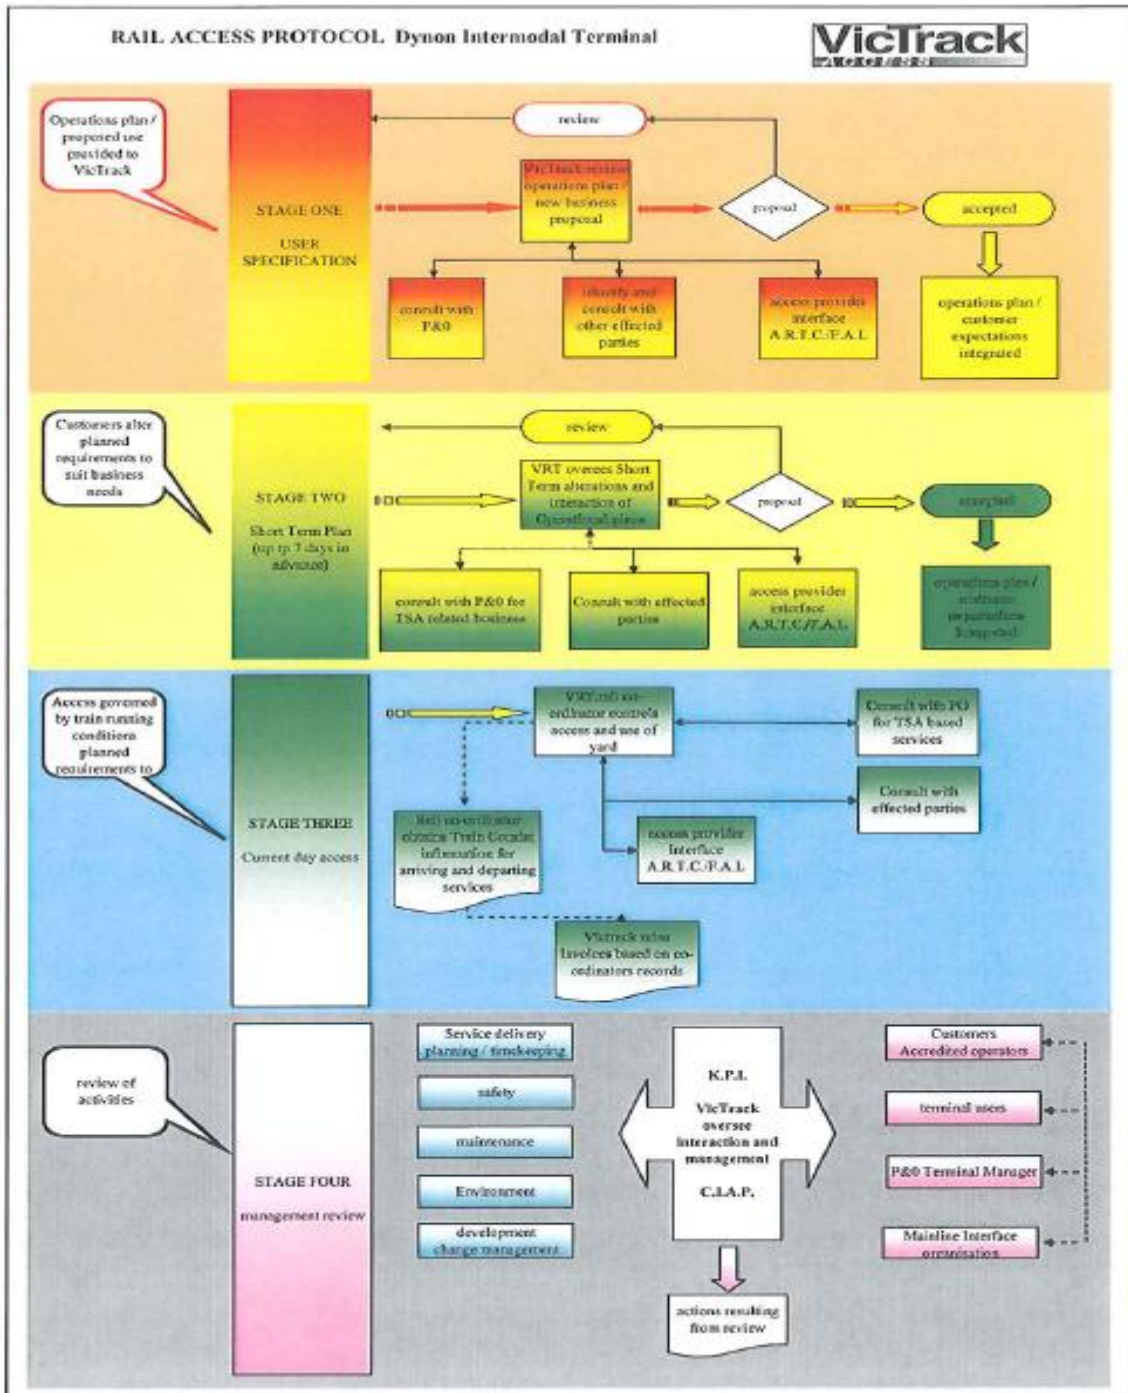 RAIL ACCESS PROTOCOL Dynon Intermodal Terminal
VicTrack
ACCESS
Operations plan /
proposed use
provided to
VicTrack
STAGE ONE
USER
SPECIFICATION
review
VicTrack review
operations plan /
new business
proposal
proposal
accepted
consult with
P&0
identify and
consult with
other effected
parties
access provider
interface
A.R.T.C./F.A.L
operations plan /
customer
expectations
integrated
Customers alter
planned
requirements to
suit business
needs
STAGE TWO
Short Term Plan
(up tp 7 days in
advance)
review
VRT oversees Short
Term alterations and
interaction of
Operational plans
proposal
accepted
consult with P&0 for
TSA related business
Consult with effected
parties
access provider
interface
A.R.T.C./F.A.L
operations plan /
Integrated
Access governed
by train running
conditions
planned
requirements to
STAGE THREE
Current day access
VRT rail co-
ordinator controls
access and use of
yard
Consult with PO
for TSA based
services
Consult with
effected parties
access provider
Interface
A.R.T.C./F.A.L
Rail co-ordinator
obtains Train Consist
information for
arriving and departing
services
Victrack raise
Invoices based on co-
ordinators records
review of
activities
STAGE FOUR
management review
Service delivery
planning / timekeeping
safety
maintenance
Environment
development
change management
K.P.I.
VicTrack
oversee
interaction and
management
C.I.A.P.
actions resulting
from review
Customers
Accredited operators
terminal users
P&0 Terminal Manager
Mainline Interface
organisation